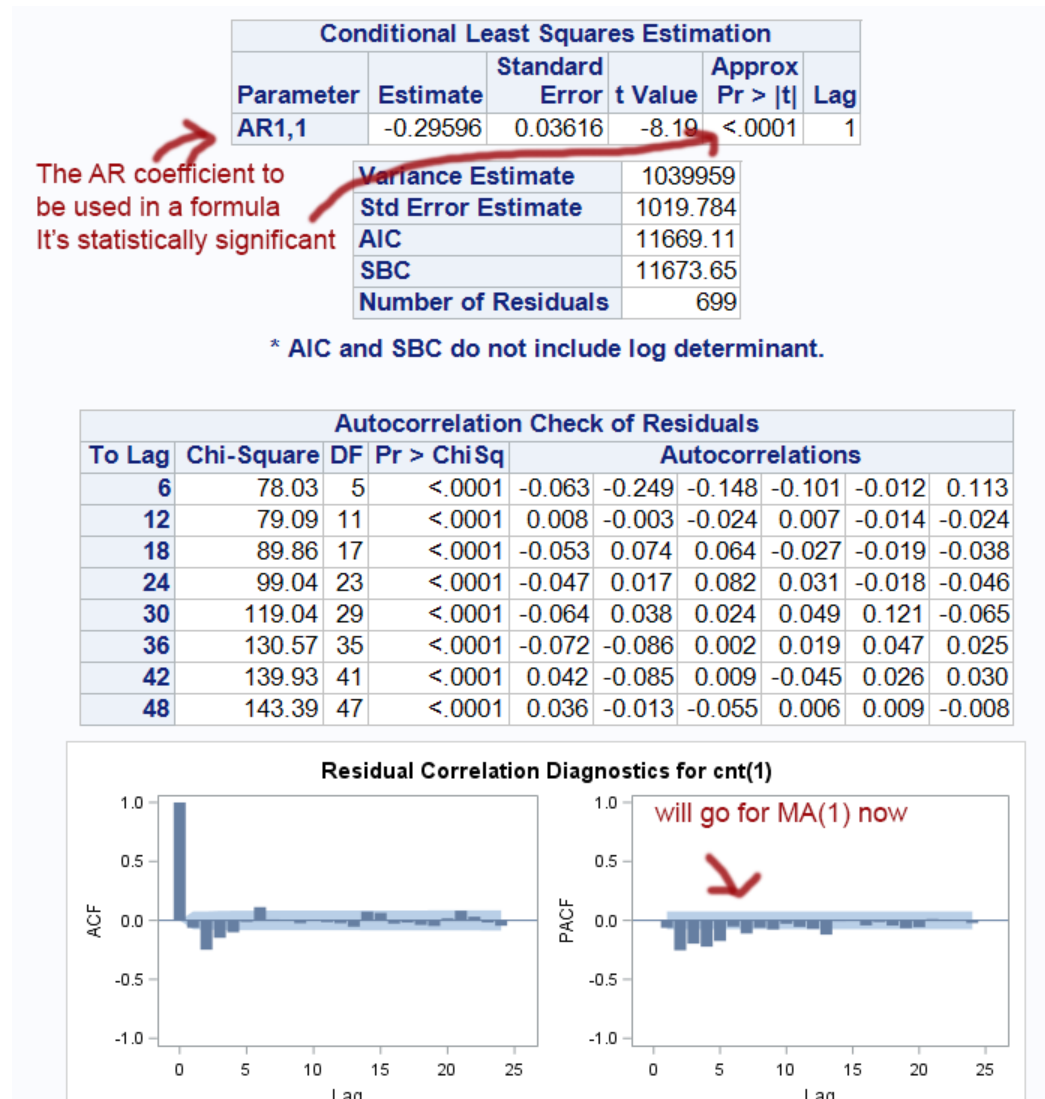 Conditional Least Squares Estimation
Parameter Estimate Standard Error t Value Approx Pr > |t| Lag
AR1,1 -0.29596 0.03616 -8.19 <.0001 1
The AR coefficient to
be used in a formula
It's statistically significant
Variance Estimate 1039959
Std Error Estimate 1019.784
AIC 11669.11
SBC 11673.65
Number of Residuals 699
* AIC and SBC do not include log determinant.
Autocorrelation Check of Residuals
To Lag Chi-Square DF Pr > ChiSq Autocorrelations
6 78.03 5 <.0001 -0.063 -0.249 -0.148 -0.101 -0.012 0.113
12 79.09 11 <.0001 0.008 -0.003 -0.024 0.007 -0.014 -0.024
18 89.86 17 <.0001 -0.053 0.074 0.064 -0.027 -0.019 -0.038
24 99.04 23 <.0001 -0.047 0.017 0.082 0.031 -0.018 -0.046
30 119.04 29 <.0001 -0.064 0.038 0.024 0.049 0.121 -0.065
36 130.57 35 <.0001 -0.072 -0.086 0.002 0.019 0.047 0.025
42 139.93 41 <.0001 0.042 -0.085 0.009 -0.045 0.026 0.030
48 143.39 47 <.0001 0.036 -0.013 -0.055 0.006 0.009 -0.008
Residual Correlation Diagnostics for cnt(1)
will go for MA(1) now
ACF
1.0
0.5
0.0
-0.5
-1.0
0 5 10 15 20 25
Lag
PACF
1.0
0.5
0.0
-0.5
-1.0
0 5 10 15 20 25
Lag